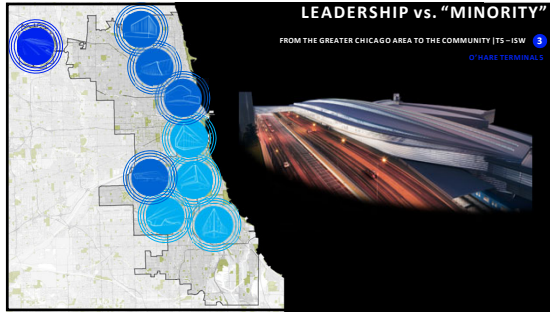 LEADERSHIP vs. “MINORITY”
FROM THE GREATER CHICAGO AREA TO THE COMMUNITY | TS – ISW 3
O’HARE TERMINALS